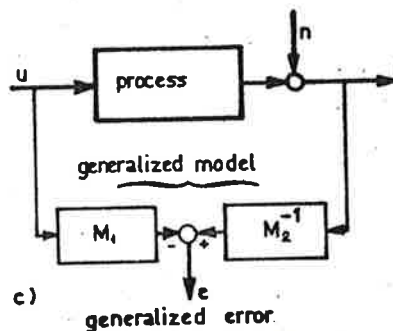 n
u
process
generalized model
M₁
M₂⁻¹
- +
c)
e
generalized error